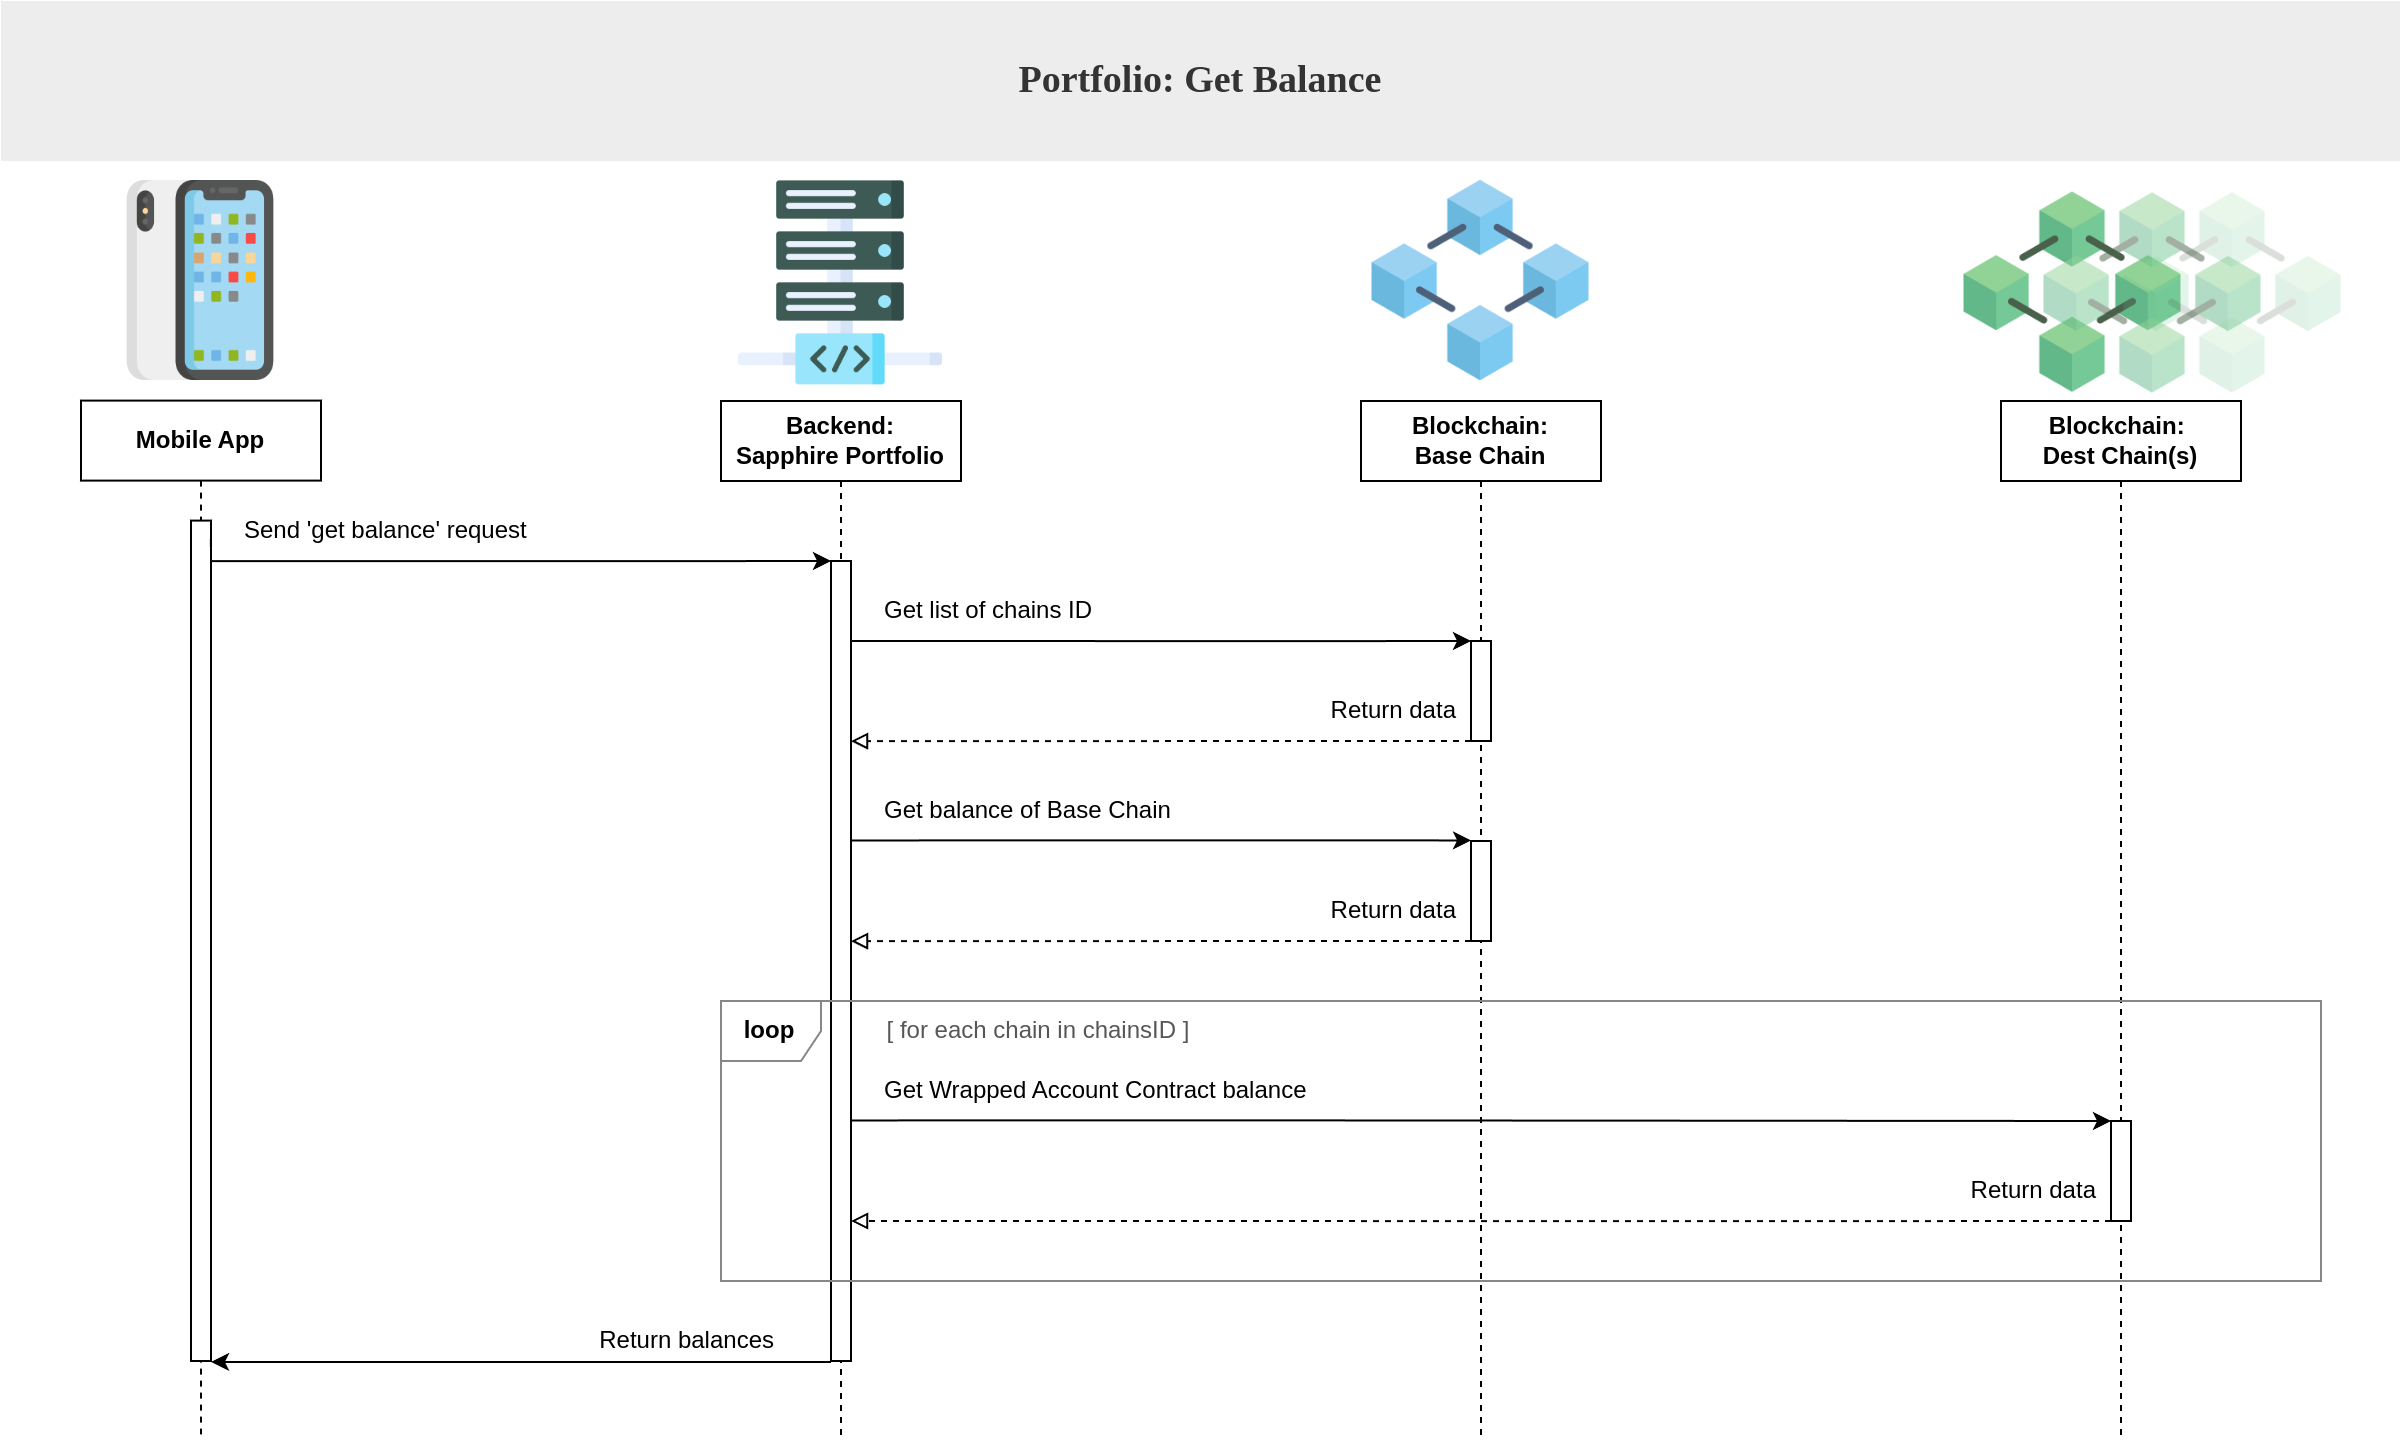 Portfolio: Get Balance
Mobile App
Backend:
Sapphire Portfolio
Blockchain:
Base Chain
Blockchain:
Dest Chain(s)
Send 'get balance' request
Get list of chains ID
Return data
Get balance of Base Chain
Return data
loop
[ for each chain in chainsID ]
Get Wrapped Account Contract balance
Return data
Return balances